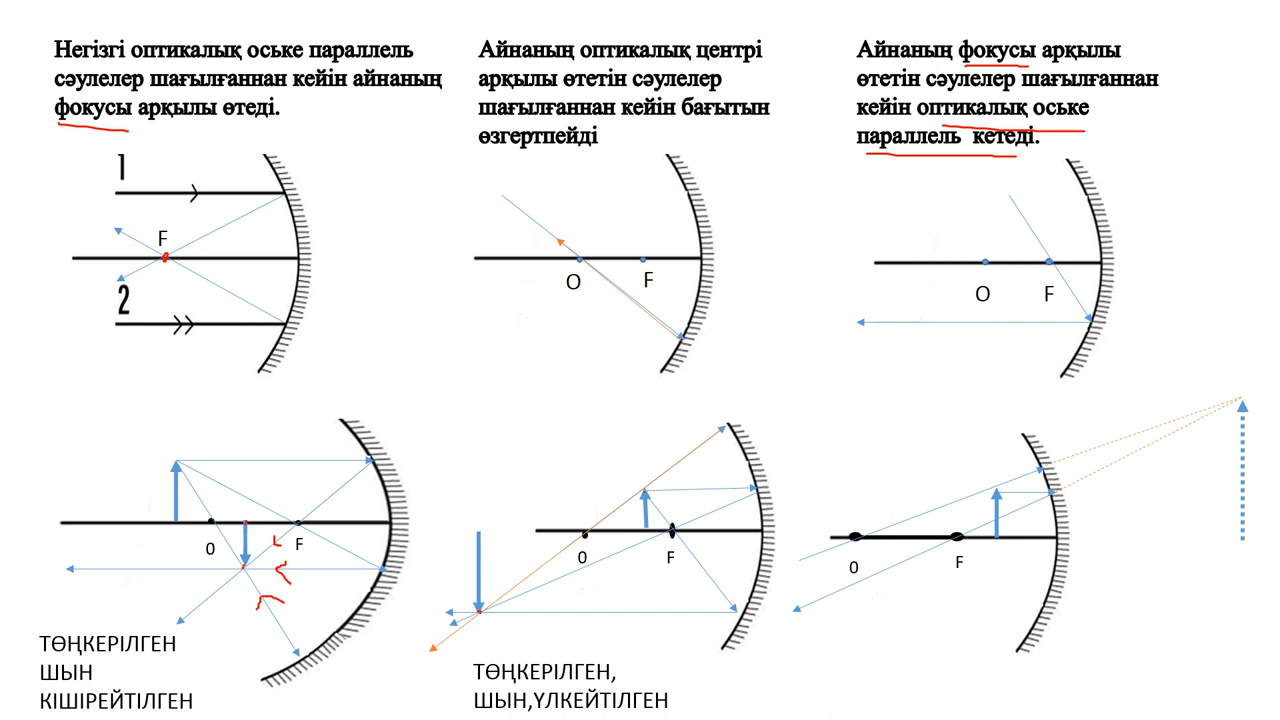 Негізгі оптикалық оське параллель
сәулелер шағылғаннан кейін айнаның
фокусы арқылы өтеді.
Айнаның оптикалық центрі
арқылы өтетін сәулелер
шағылғаннан кейін бағытын
өзгертпейді
Айнаның фокусы арқылы
өтетін сәулелер шағылғаннан
кейін оптикалық оське
параллель кетеді.
1
F
2
O
F
O
F
0
F
ТӨҢКЕРІЛГЕН
ШЫН
КІШІРЕЙТІЛГЕН
0
F
ТӨҢКЕРІЛГЕН,
ШЫН,ҮЛКЕЙТІЛГЕН
0
F